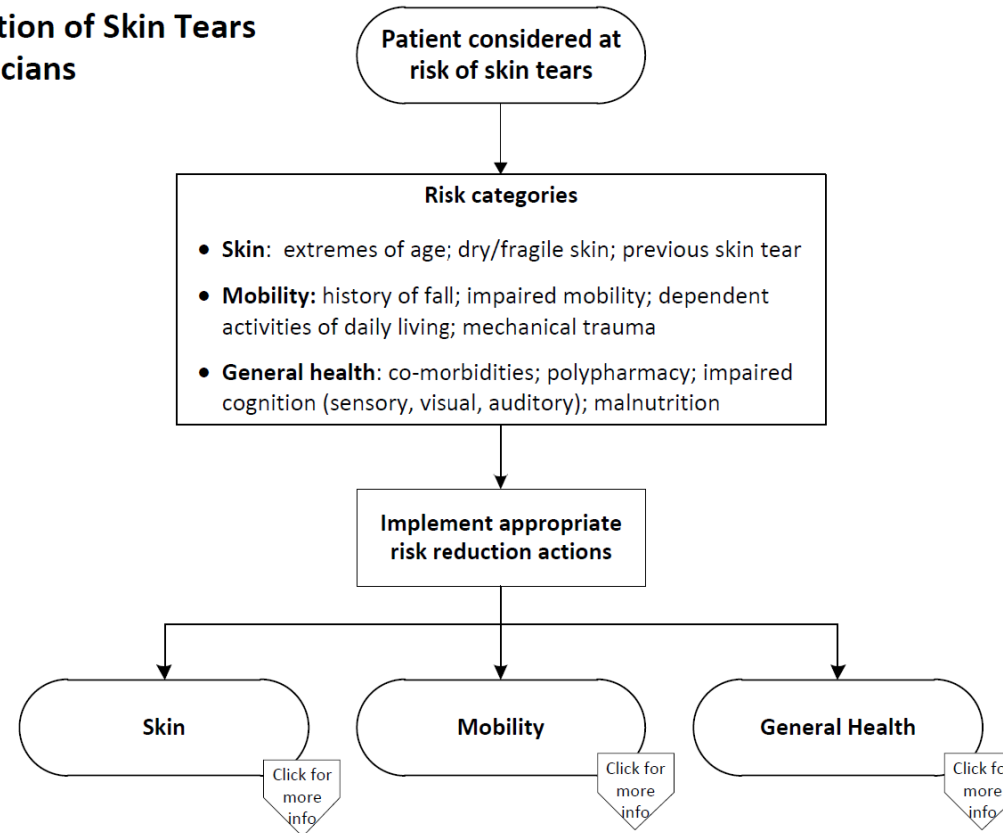 tion of Skin Tears
cians
Patient considered at
risk of skin tears
Risk categories
• Skin: extremes of age; dry/fragile skin; previous skin tear
• Mobility: history of fall; impaired mobility; dependent
activities of daily living; mechanical trauma
• General health: co-morbidities; polypharmacy; impaired
cognition (sensory, visual, auditory); malnutrition
Implement appropriate
risk reduction actions
Skin
Mobility
General Health
Click for
more
info
Click for
more
info
Click fo
more
info